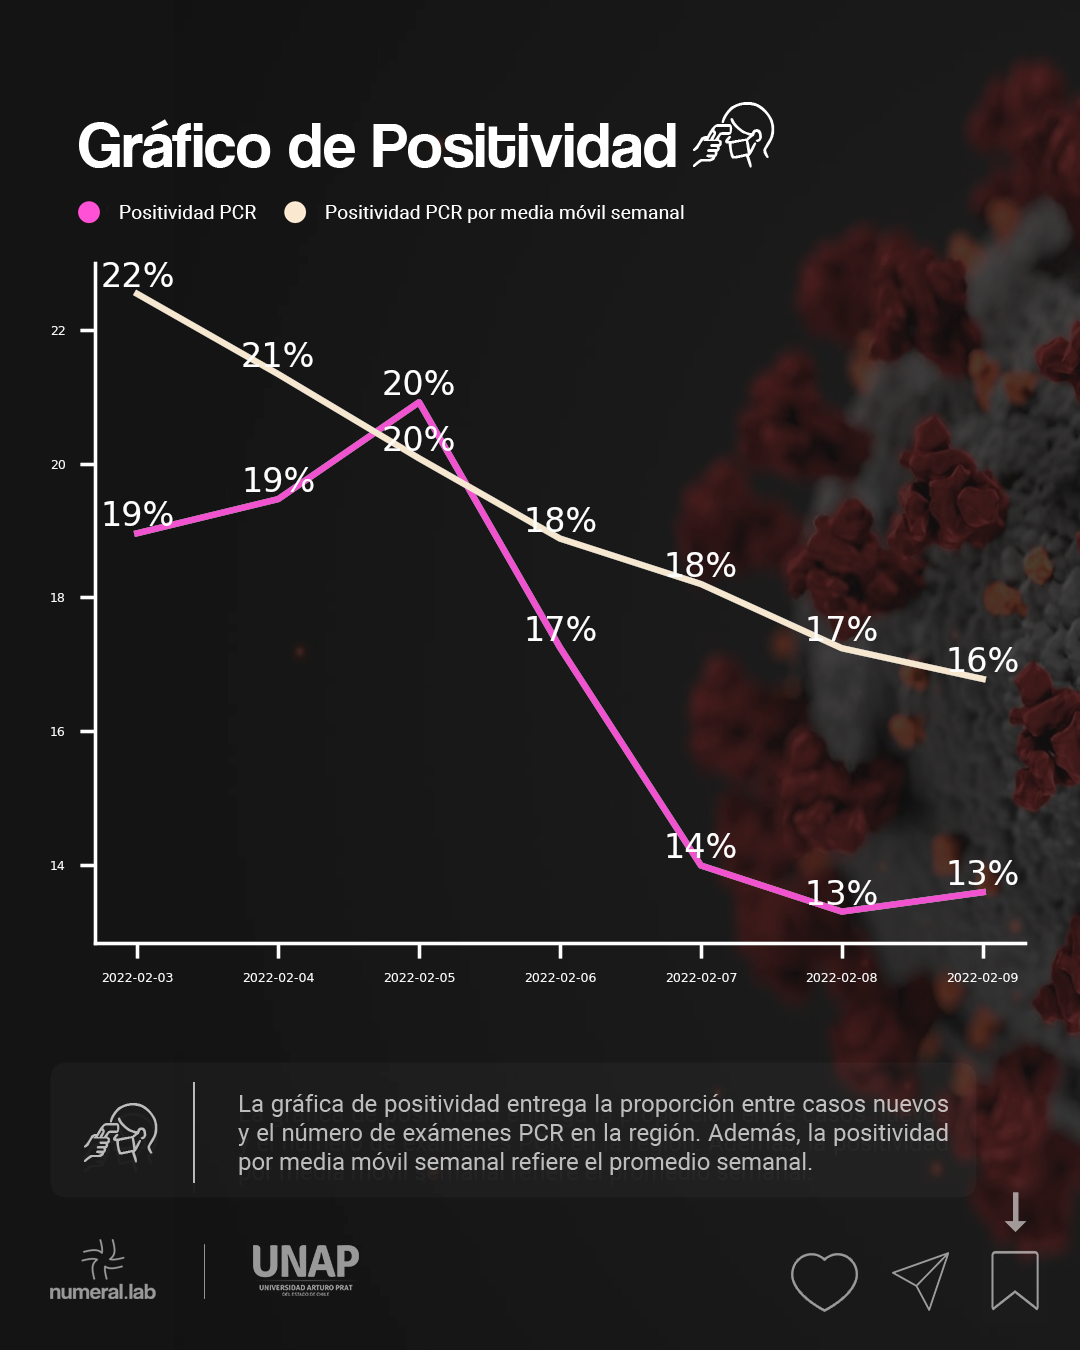 Gráfico de Positividad
Positividad PCR
Positividad PCR por media móvil semanal
22%
21%
20%
20%
19%
19%
18%
18%
17%
17%
16%
14%
13%
13%
22
20
18
16
14
2022-02-03
2022-02-04
2022-02-05
2022-02-06
2022-02-07
2022-02-08
2022-02-09
La gráfica de positividad entrega la proporción entre casos nuevos
y el número de exámenes PCR en la región. Además, la positividad
por media móvil semanal refiere el promedio semanal.
numeral.lab
UNAP
UNIVERSIDAD ARTURO PRAT
DEL ESTADO DE CHILE